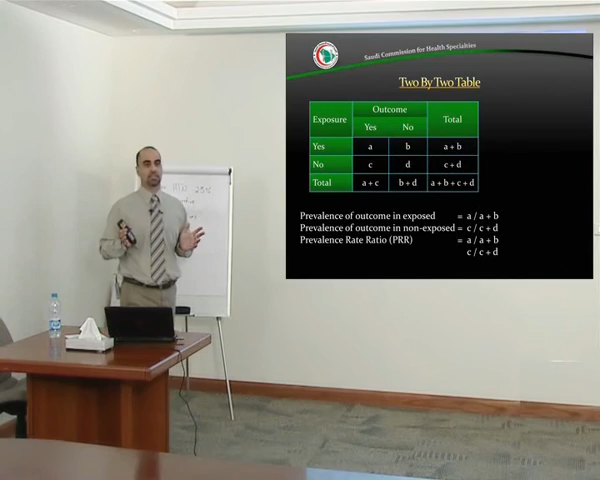 Saudi Commission for Health Specialties
Two By Two Table
Exposure Outcome Total
Yes No
Yes a b a + b
No c d c + d
Total a + c b + d a + b + c + d
Prevalence of outcome in exposed = a / a + b
Prevalence of outcome in non-exposed = c / c + d
Prevalence Rate Ratio (PRR) = a / a + b
c / c + d